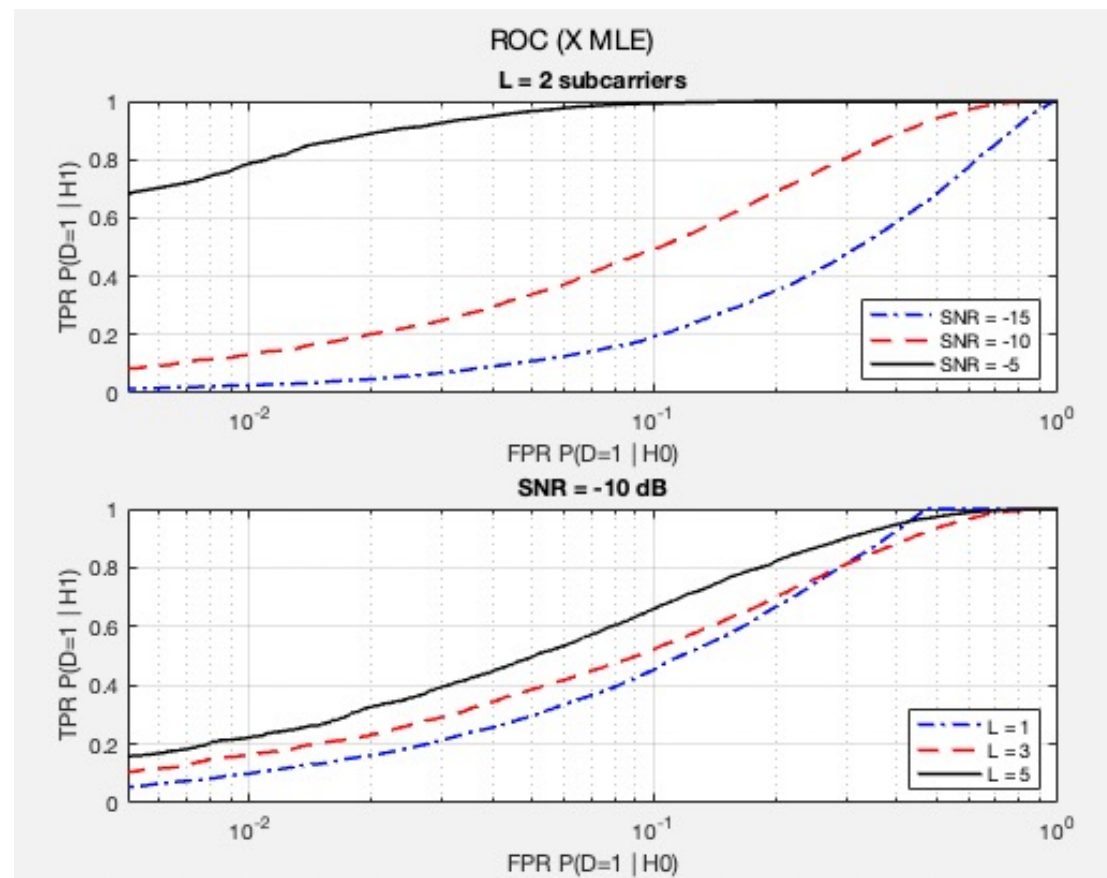 ROC (X MLE)
L = 2 subcarriers
TPR P(D=1 | H1)
1
0.8
0.6
0.4
0.2
0
SNR = -15
SNR = -10
SNR = -5
10^-2
10^-1
10^0
FPR P(D=1 | H0)
SNR = -10 dB
TPR P(D=1 | H1)
1
0.8
0.6
0.4
0.2
0
L = 1
L = 3
L = 5
10^-2
10^-1
10^0
FPR P(D=1 | H0)